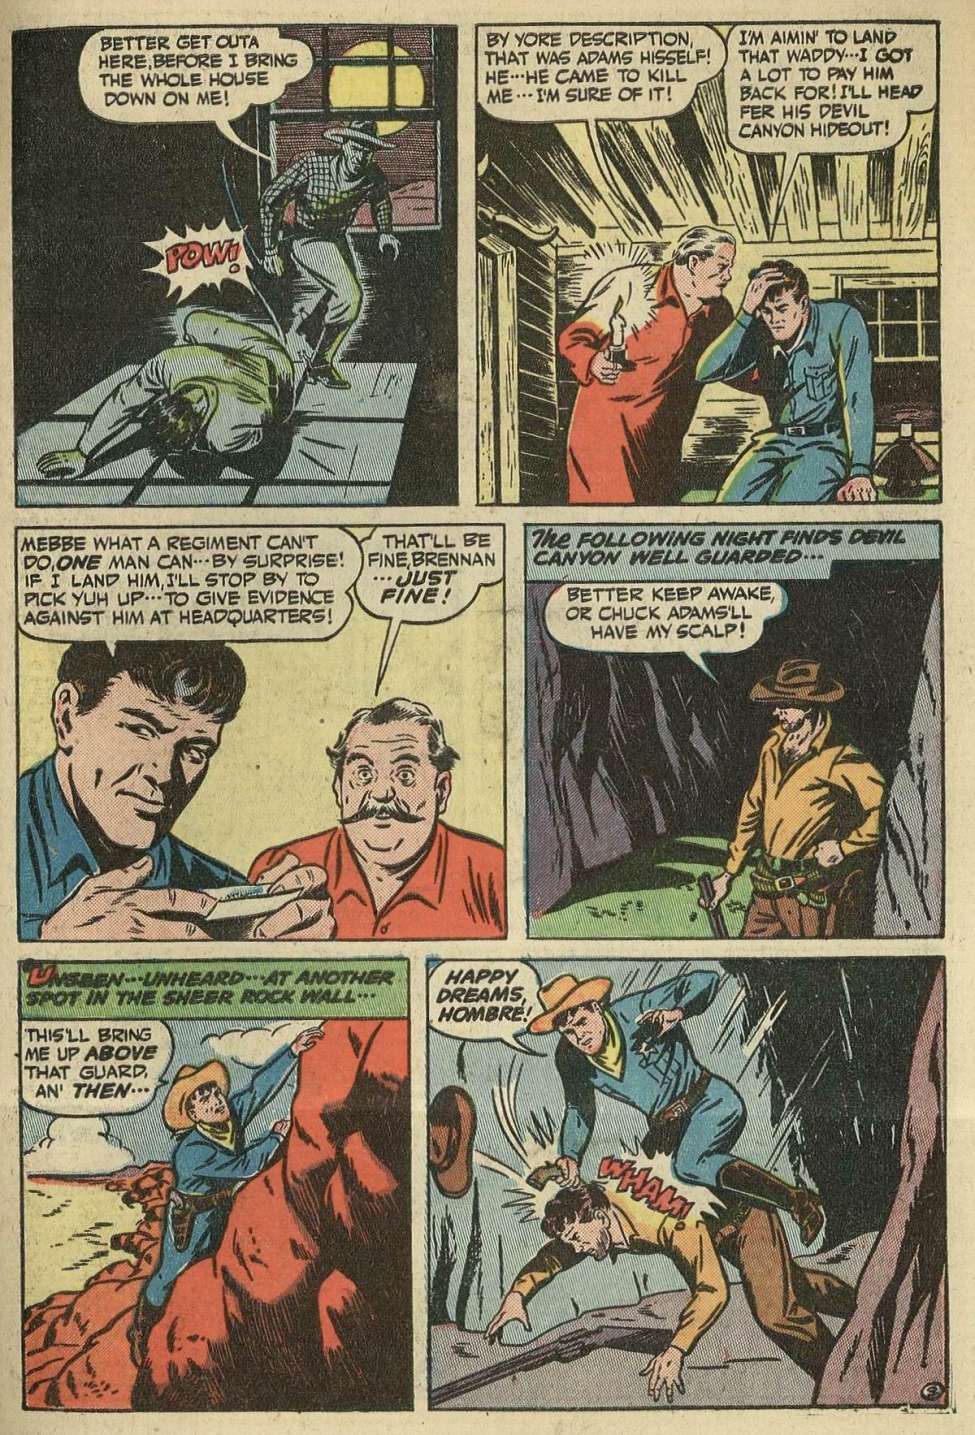 BETTER GET OUTA
HERE, BEFORE I BRING
THE WHOLE HOUSE
DOWN ON ME!
POW!
BY YORE DESCRIPTION,
THAT WAS ADAMS HISSELF!
HE---HE CAME TO KILL
ME---I'M SURE OF IT!
I'M AIMIN' TO LAND
THAT WADDY---I GOT
A LOT TO PAY HIM
BACK FOR! I'LL HEAD
FER HIS DEVIL
CANYON HIDEOUT!
MEBBE WHAT A REGIMENT CAN'T
DO, ONE MAN CAN---BY SURPRISE!
IF I LAND HIM, I'LL STOP BY TO
PICK YUH UP---TO GIVE EVIDENCE
AGAINST HIM AT HEADQUARTERS!
THAT'LL BE
FINE, BRENNAN
---JUST
FINE!
The FOLLOWING NIGHT FINDS DEVIL
CANYON WELL GUARDED---
BETTER KEEP AWAKE,
OR CHUCK ADAMS'LL
HAVE MY SCALP!
UNSEEN---UNHEARD---AT ANOTHER
SPOT IN THE SHEER ROCK WALL---
THIS'LL BRING
ME UP ABOVE
THAT GUARD,
AN' THEN---
HAPPY
DREAMS,
HOMBRE!
WHAM!
3